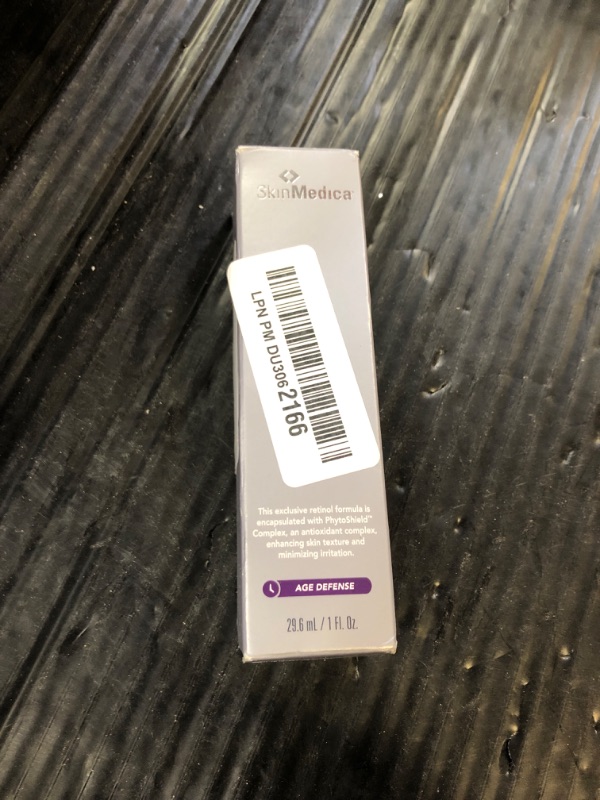 SkinMedica®
LPN PM DU3062166
This exclusive retinol formula is
encapsulated with PhytoShield™
Complex, an antioxidant complex,
enhancing skin texture and
minimizing irritation.
AGE DEFENSE
29.6 mL / 1 Fl. Oz.